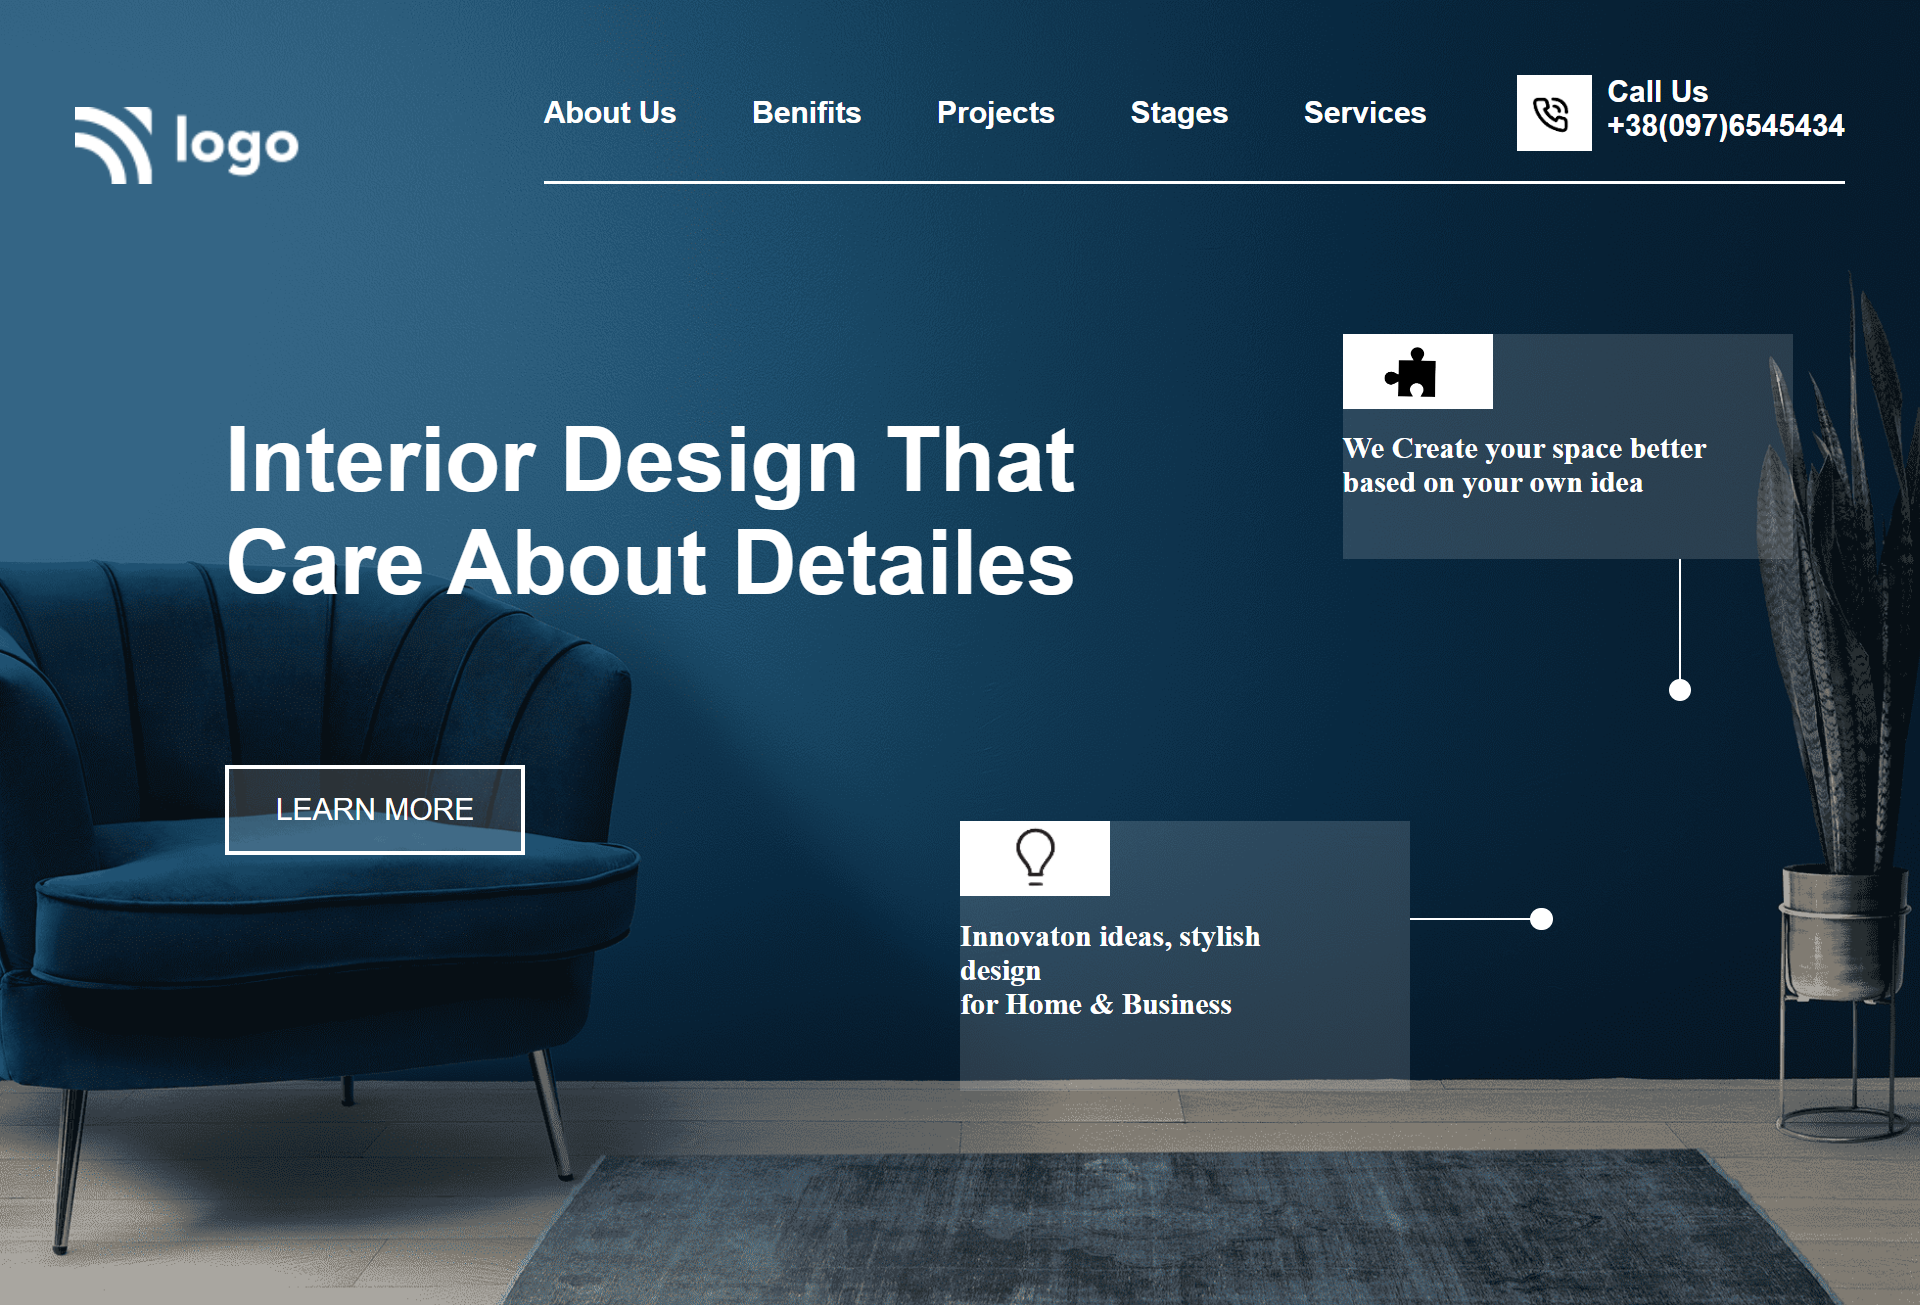 logo
About Us
Benifits
Projects
Stages
Services
Call Us
+38(097)6545434
Interior Design That
Care About Detailes
LEARN MORE
We Create your space better
based on your own idea
Innovaton ideas, stylish
design
for Home & Business